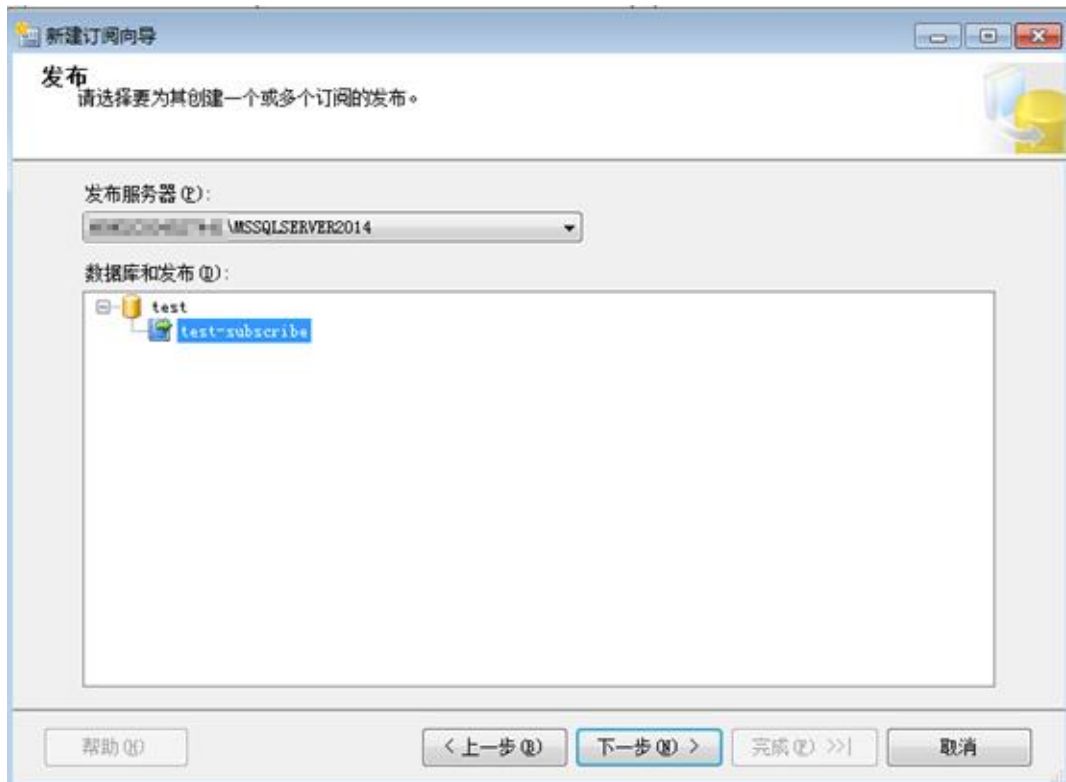 新建订阅向导
发布
请选择要为其创建一个或多个订阅的发布。
发布服务器(P):
\MSSQLSERVER2014
数据库和发布(D):
test
test-subscribe
帮助(H)
< 上一步(B)
下一步(N) >
完成(F) >>|
取消